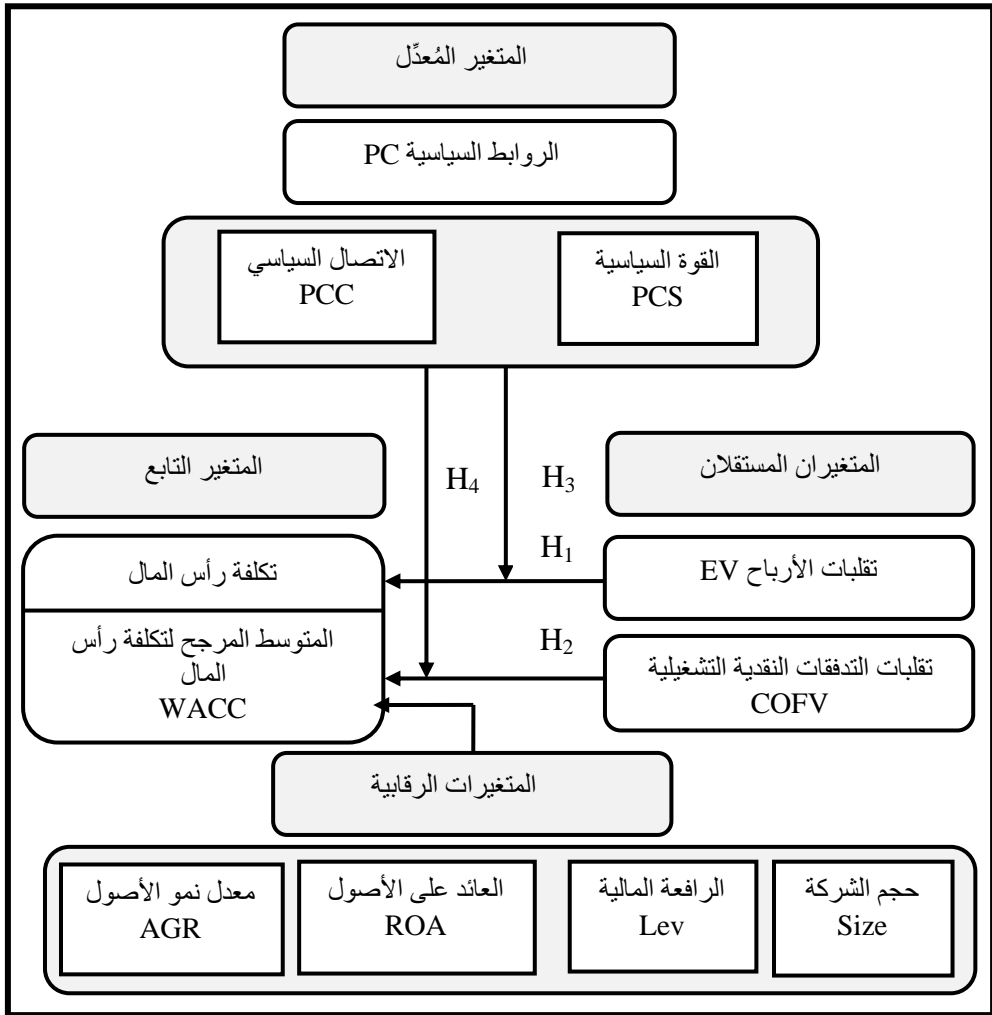 المتغير المُعدِّل
الروابط السياسية PC
القوة السياسية
PCS
الاتصال السياسي
PCC
المتغيران المستقلان
المتغير التابع
H3
H4
H1
تقلبات الأرباح EV
تكلفة رأس المال
H2
تقلبات التدفقات النقدية التشغيلية
COFV
المتوسط المرجح لتكلفة رأس
المال
WACC
المتغيرات الرقابية
حجم الشركة
Size
الرافعة المالية
Lev
العائد على الأصول
ROA
معدل نمو الأصول
AGR